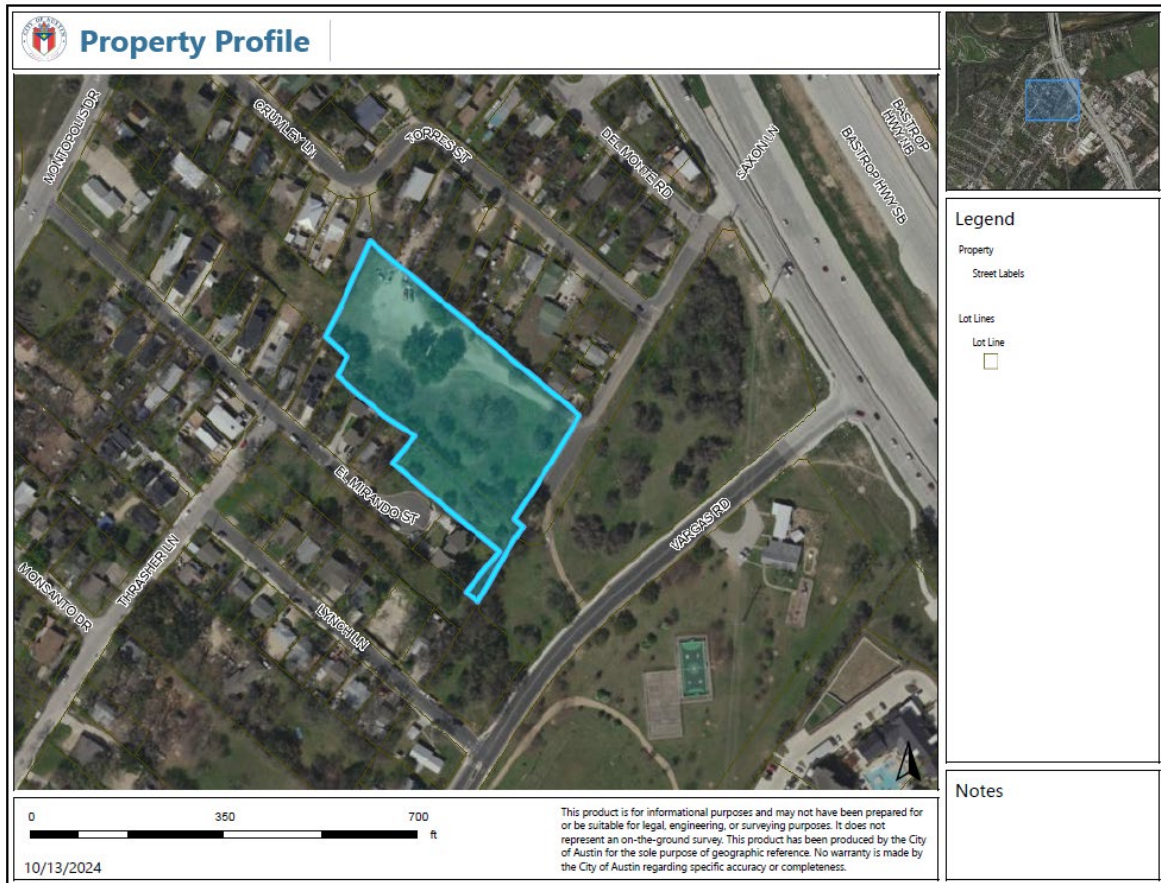 Property Profile
MONTOPOLIS DR
CRUMLEY LN
TORRES ST
DEL MONTE RD
SAXON LN
BASTROP HWY SB
BASTROP
HWY NB
EL MIRANDO ST
VARGAS RD
THRASHER LN
MONSANTO DR
LYNCH LN
Legend
Property
Street Labels
Lot Lines
Lot Line
Notes
0 350 700
ft
10/13/2024
This product is for informational purposes and may not have been prepared for
or be suitable for legal, engineering, or surveying purposes. It does not
represent an on-the-ground survey. This product has been produced by the City
of Austin for the sole purpose of geographic reference. No warranty is made by
the City of Austin regarding specific accuracy or completeness.